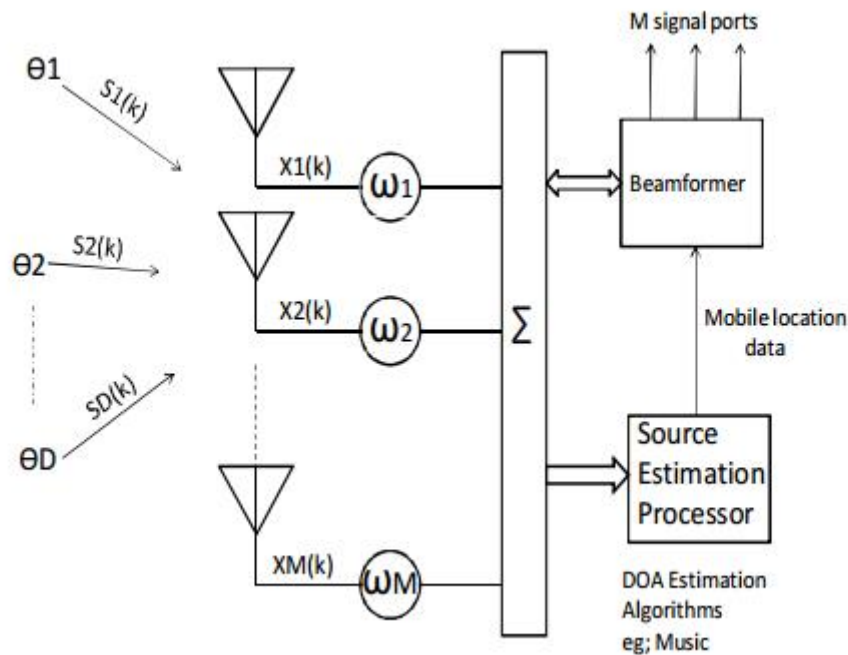 M signal ports
θ1
S1(k)
X1(k)
ω1
Beamformer
θ2
S2(k)
X2(k)
ω2
Σ
Mobile location
data
SD(k)
θD
Source
Estimation
Processor
XM(k)
ωM
DOA Estimation
Algorithms
eg; Music